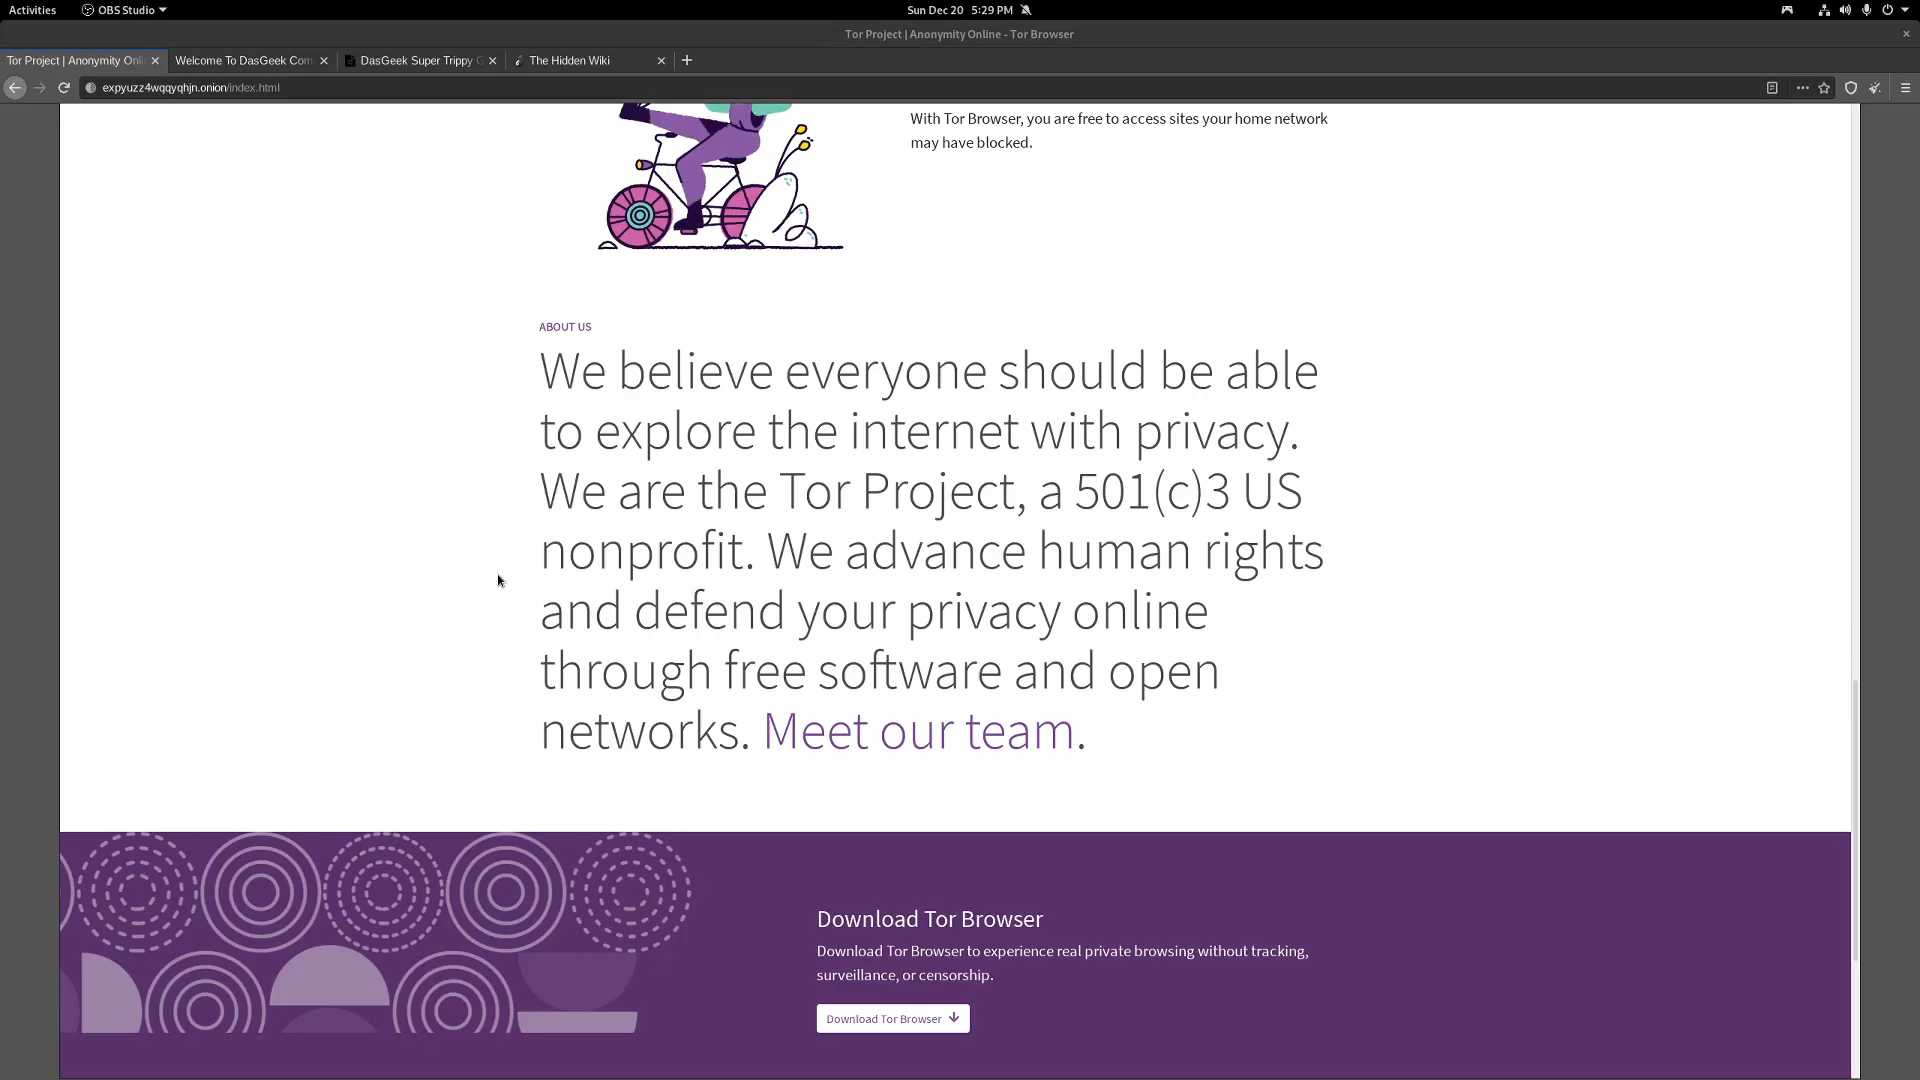 Activities OBS Studio Sun Dec 20 5:29 PM
Tor Project | Anonymity Online - Tor Browser
Tor Project | Anonymity Onli Welcome To DasGeek Com DasGeek Super Trippy G The Hidden Wiki
expyuzz4wqqyqhjn.onion/index.html
With Tor Browser, you are free to access sites your home network
may have blocked.
ABOUT US
We believe everyone should be able
to explore the internet with privacy.
We are the Tor Project, a 501(c)3 US
nonprofit. We advance human rights
and defend your privacy online
through free software and open
networks. Meet our team.
Download Tor Browser
Download Tor Browser to experience real private browsing without tracking,
surveillance, or censorship.
Download Tor Browser